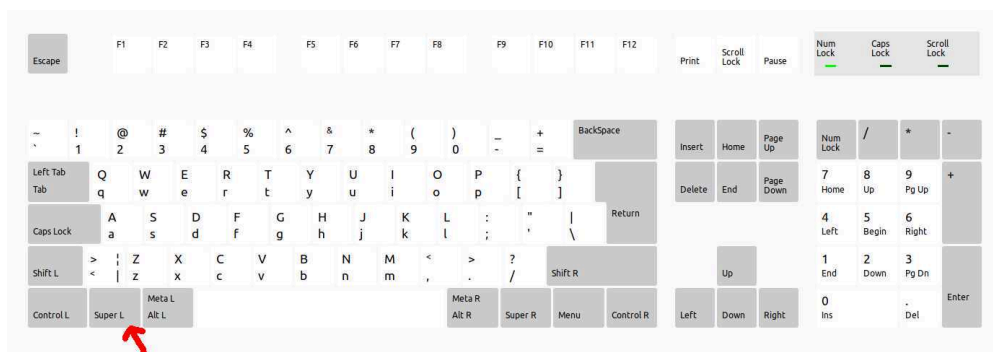 Escape F1 F2 F3 F4 F5 F6 F7 F8 F9 F10 F11 F12 Print Scroll Lock Pause Num Lock Caps Lock Scroll Lock
~ ! @ # $ % ^ & * ( ) _ + BackSpace
` 1 2 3 4 5 6 7 8 9 0 - = Insert Home Page Up Num Lock / * -
Left Tab Q W E R T Y U I O P { } 7 8 9 +
Tab q w e r t y u i o p [ ] Delete End Page Down Home Up Pg Up
A S D F G H J K L : " | Return 4 5 6
Caps Lock a s d f g h j k l ; ' \ Left Begin Right
> ¦ Z X C V B N M < > ? 1 2 3
Shift L < | z x c v b n m , . / Shift R Up End Down Pg Dn
Meta L Meta R 0 . Enter
Control L Super L Alt L Alt R Super R Menu Control R Left Down Right Ins Del